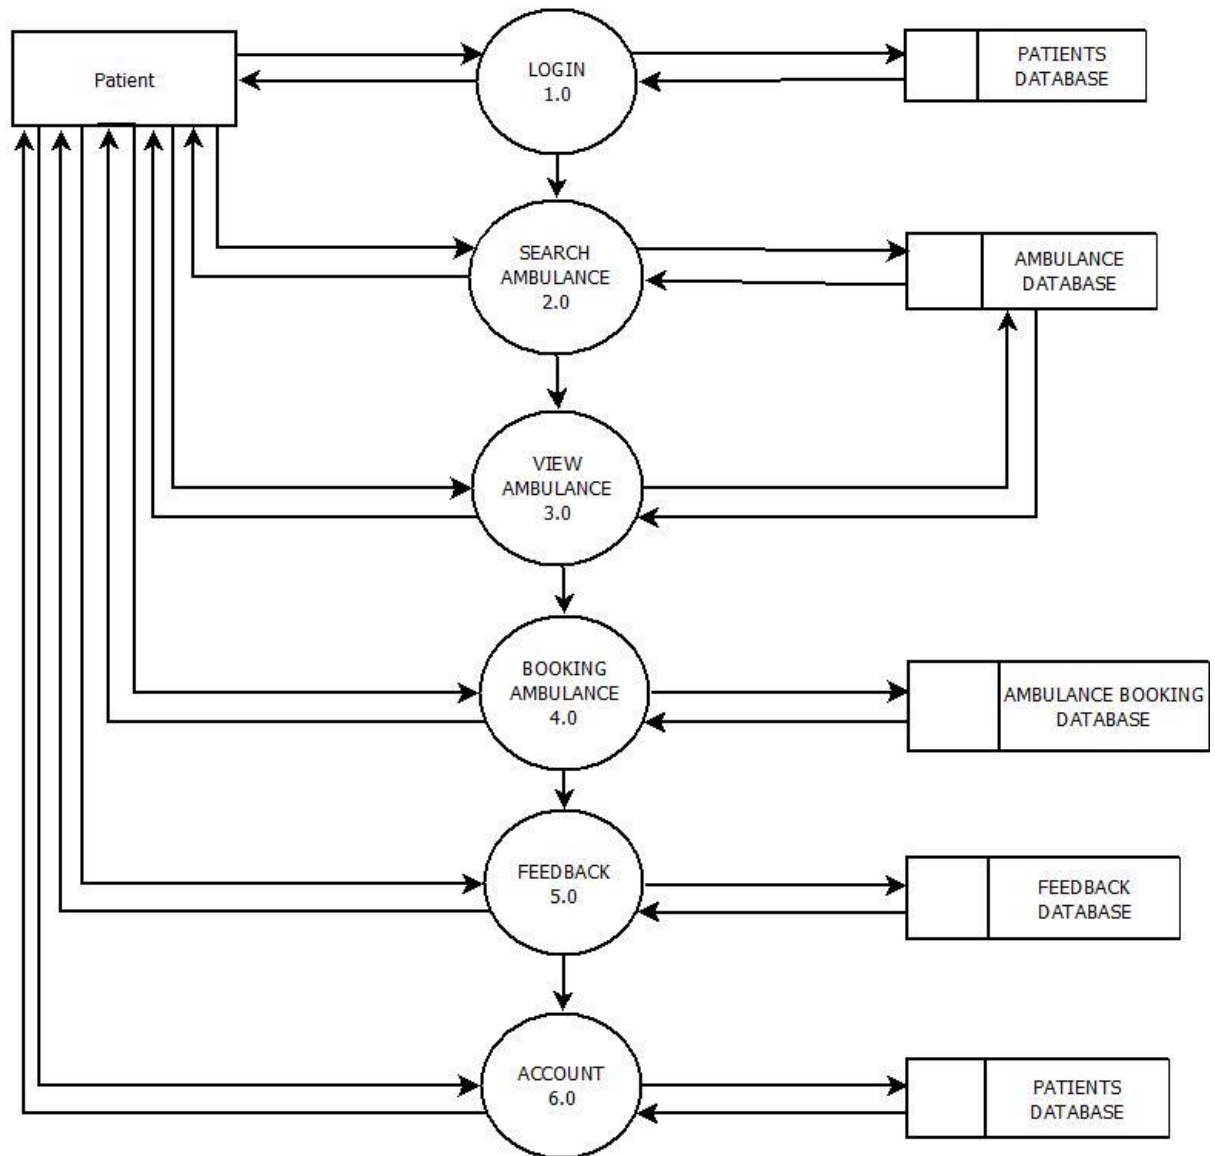 Patient
LOGIN
1.0
PATIENTS
DATABASE
SEARCH
AMBULANCE
2.0
AMBULANCE
DATABASE
VIEW
AMBULANCE
3.0
BOOKING
AMBULANCE
4.0
AMBULANCE BOOKING
DATABASE
FEEDBACK
5.0
FEEDBACK
DATABASE
ACCOUNT
6.0
PATIENTS
DATABASE